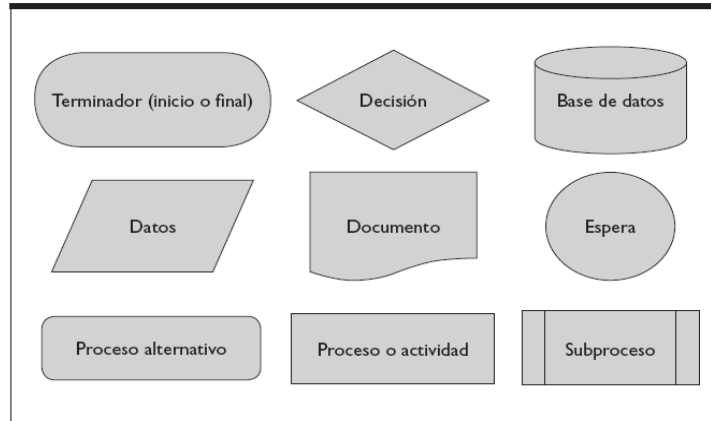 Terminador (inicio o final)
Decisión
Base de datos
Datos
Documento
Espera
Proceso alternativo
Proceso o actividad
Subproceso